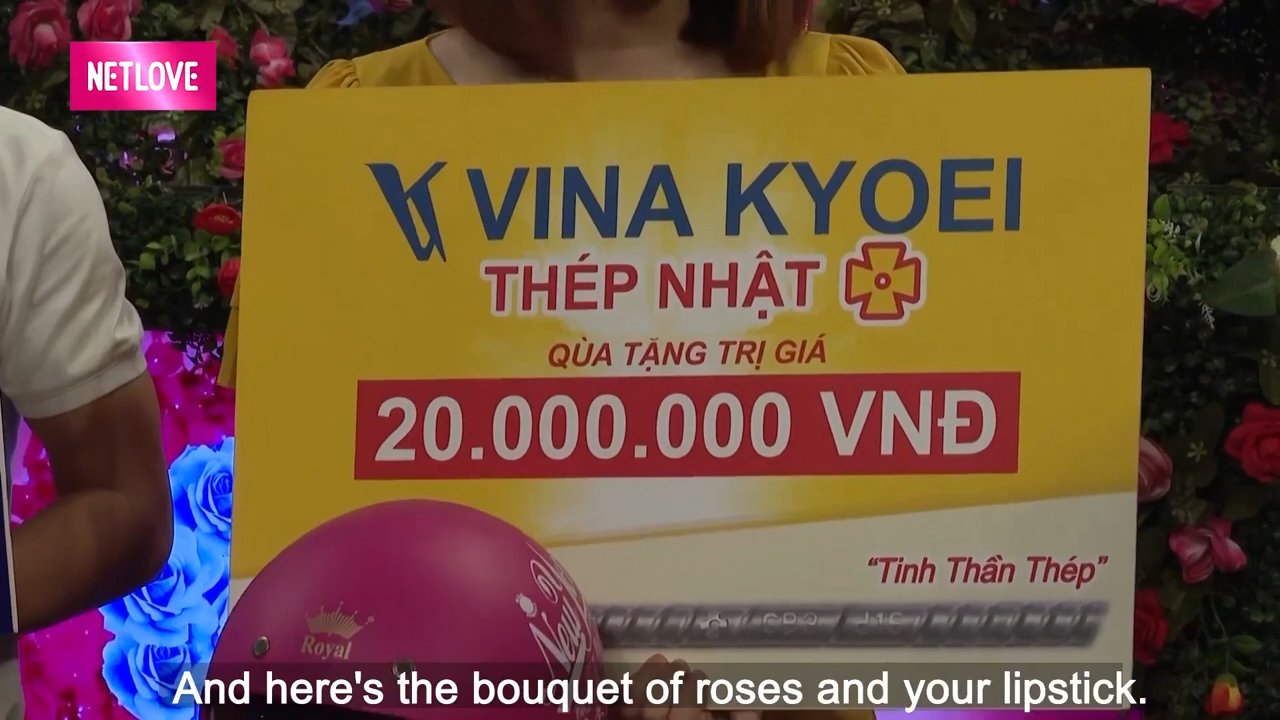 NETLOVE
VINA KYOEI
THÉP NHẬT
QÙA TẶNG TRỊ GIÁ
20.000.000 VNĐ
“Tinh Thần Thép”
Royal
And here's the bouquet of roses and your lipstick.